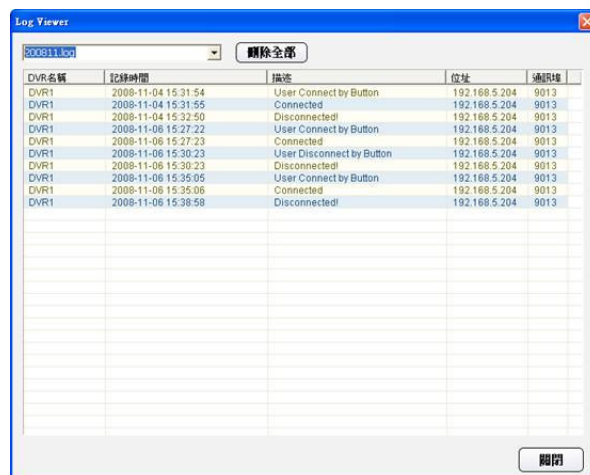 Log Viewer
200811.log 刪除全部
DVR名稱 記錄時間 描述 位址 通訊埠
DVR1 2008-11-04 15:31:54 User Connect by Button 192.168.5.204 9013
DVR1 2008-11-04 15:31:55 Connected 192.168.5.204 9013
DVR1 2008-11-04 15:32:50 Disconnected! 192.168.5.204 9013
DVR1 2008-11-06 15:27:22 User Connect by Button 192.168.5.204 9013
DVR1 2008-11-06 15:27:23 Connected 192.168.5.204 9013
DVR1 2008-11-06 15:30:23 User Disconnect by Button 192.168.5.204 9013
DVR1 2008-11-06 15:30:23 Disconnected! 192.168.5.204 9013
DVR1 2008-11-06 15:35:05 User Connect by Button 192.168.5.204 9013
DVR1 2008-11-06 15:35:06 Connected 192.168.5.204 9013
DVR1 2008-11-06 15:38:58 Disconnected! 192.168.5.204 9013
關閉